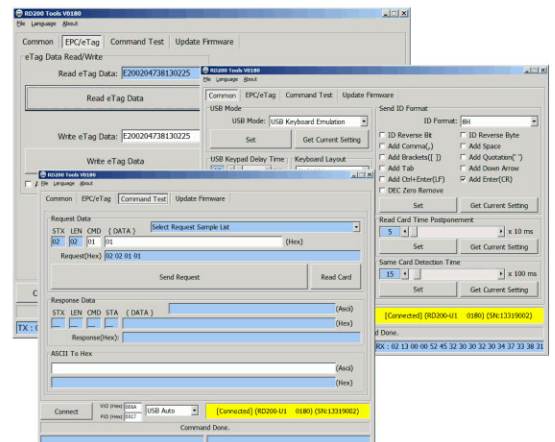 RD200 Tools V0180
File Language About
Common EPC/eTag Command Test Update Firmware
eTag Data Read/Write
Read eTag Data: E200204738130225
Read eTag Data
Write eTag Data: E200204738130225
Write eTag Data
TX : 0
RD200 Tools V0180
File Language About
Common EPC/eTag Command Test Update Firmware
USB Mode
USB Mode: USB Keyboard Emulation
Set Get Current Setting
USB Keypad Delay Time Keyboard Layout
Send ID Format
ID Format: 8H
ID Reverse Bit ID Reverse Byte
Add Comma(,) Add Space
Add Brackets([ ]) Add Quotation(" ")
Add Tab Add Down Arrow
Add Ctrl+Enter(LF) Add Enter(CR)
DEC Zero Remove
Set Get Current Setting
Read Card Time Postponement
5 x 10 ms
Set Get Current Setting
Same Card Detection Time
15 x 100 ms
Set Get Current Setting
[Connected] (RD200-U1 0180) (SN:13319002)
d Done.
RX : 02 13 00 00 52 45 32 30 30 32 30 34 37 33 38 31
RD200 Tools V0180
File Language About
Common EPC/eTag Command Test Update Firmware
Request Data
STX LEN CMD ( DATA ) Select Request Sample List
02 02 01 01 (Hex)
Request(Hex) 02 02 01 01
Send Request Read Card
Response Data
STX LEN CMD STA ( DATA ) (Ascii)
(Hex)
Response(Hex):
ASCII To Hex
(Ascii)
(Hex)
Connect VID (Hex) PID (Hex) USB Auto [Connected] (RD200-U1 0180) (SN:13319002)
Command Done.